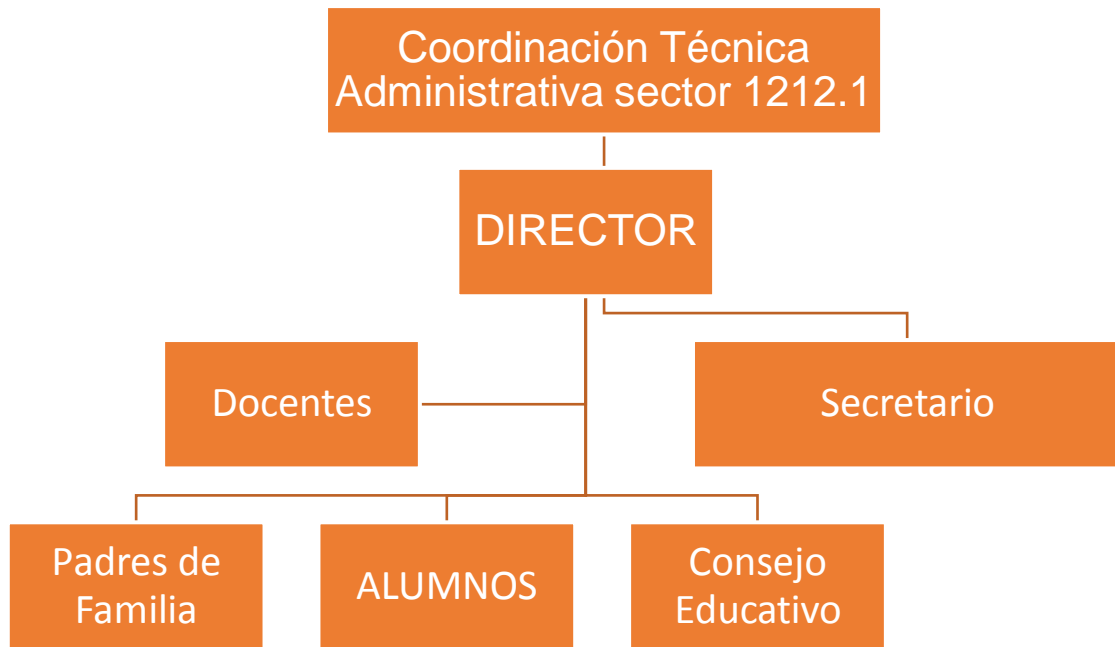 Coordinación Técnica
Administrativa sector 1212.1
DIRECTOR
Docentes
Secretario
Padres de
Familia
ALUMNOS
Consejo
Educativo